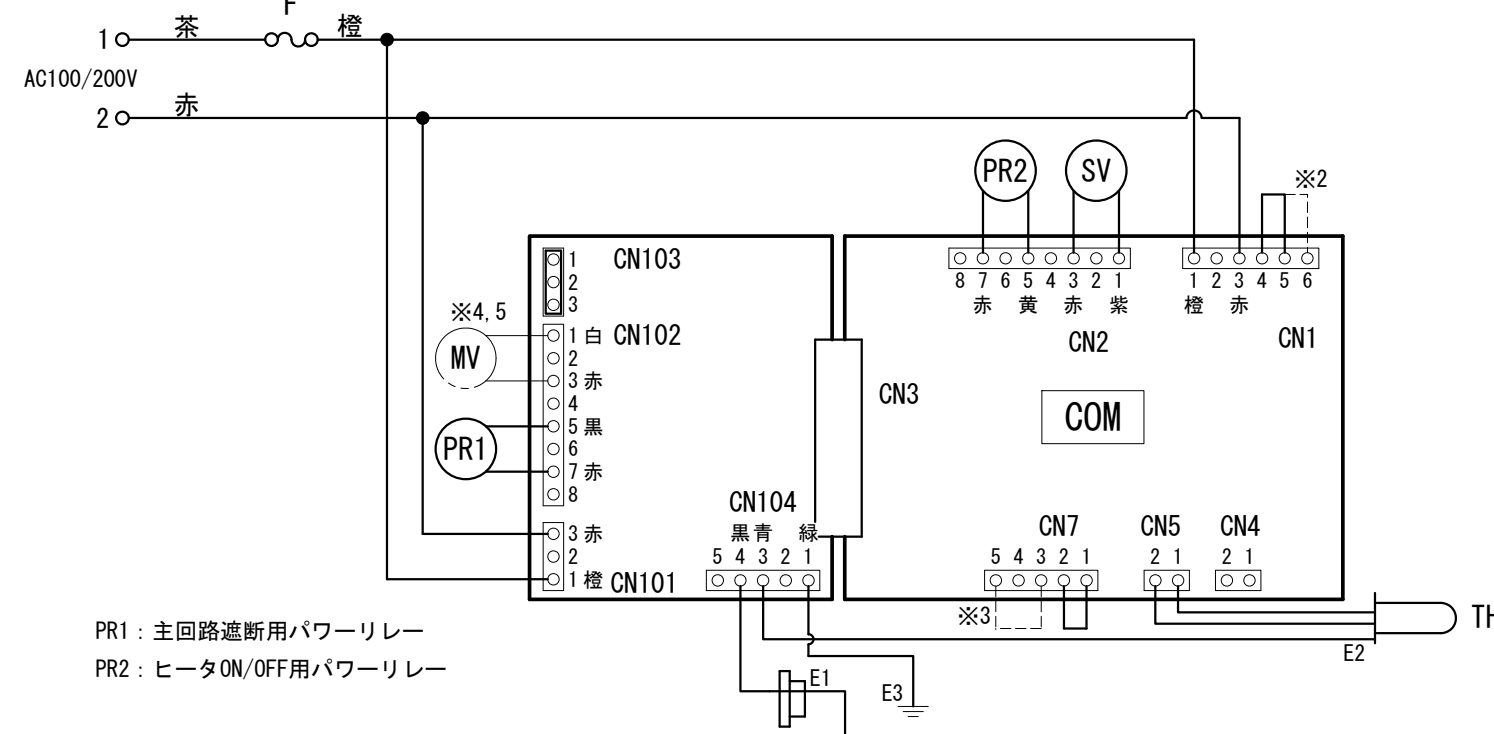 F
1 茶 橙
AC100/200V
2 赤
PR2 SV ※2
8 7 6 5 4 3 2 1
赤 黄 赤 紫
1 2 3 4 5 6
橙 赤
CN2 CN1
1 CN103
2
3
※4,5
MV
1 白 CN102
2
3 赤
4
PR1
5 黒
6
7 赤
8
CN3
COM
3 赤
2
1 橙 CN101
CN104
黒 青 緑
5 4 3 2 1
CN7 CN5 CN4
5 4 3 2 1 2 1 2 1
※3
TH
E2
E1
E3
PR1：主回路遮断用パワーリレー
PR2：ヒータON/OFF用パワーリレー